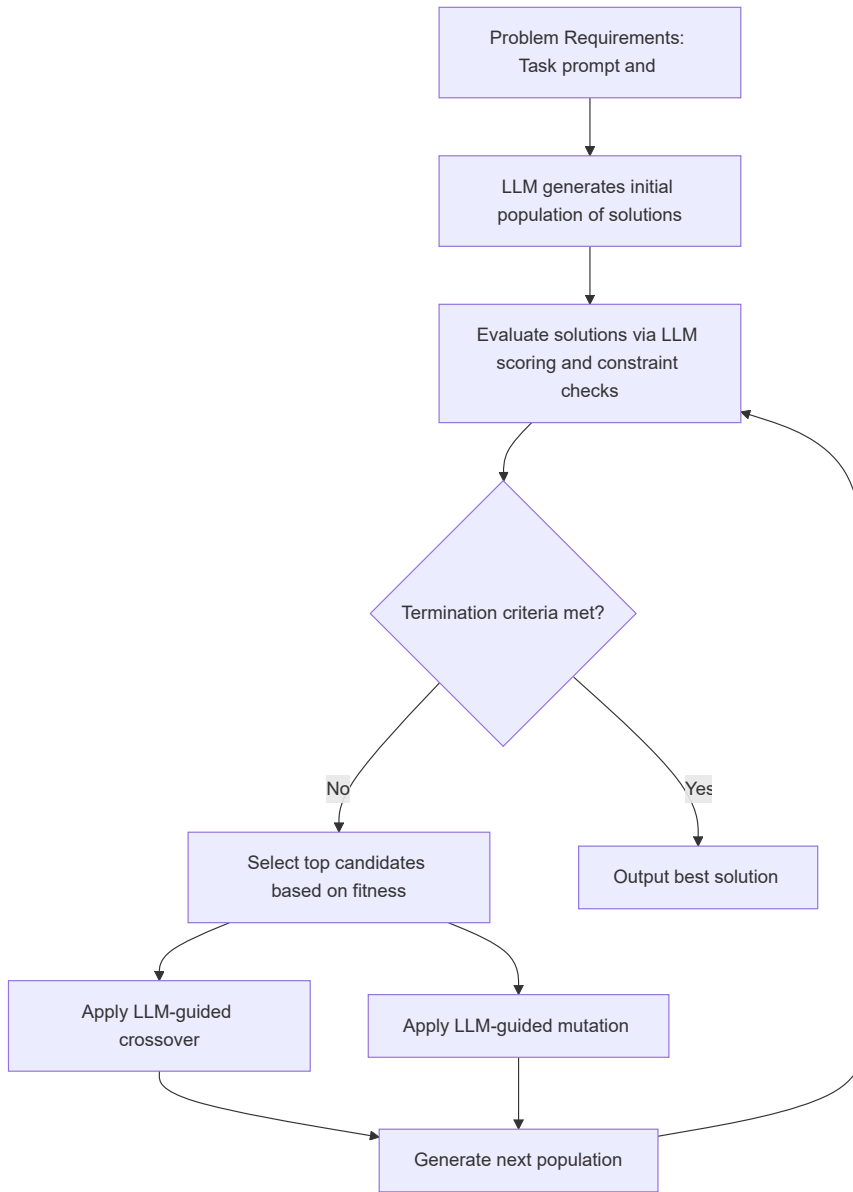 Problem Requirements:
Task prompt and
LLM generates initial
population of solutions
Evaluate solutions via LLM
scoring and constraint
checks
Termination criteria met?
No
Yes
Select top candidates
based on fitness
Output best solution
Apply LLM-guided
crossover
Apply LLM-guided mutation
Generate next population